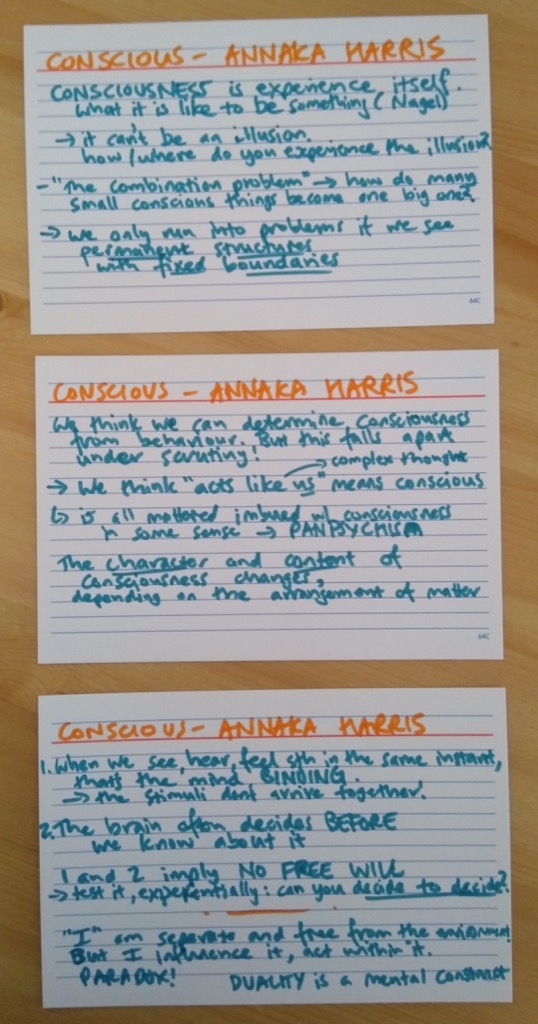 CONSCIOUS - ANNAKA HARRIS
CONSCIOUSNESS is experience itself.
What it is like to be something (Nagel)
→ it can't be an illusion.
how/where do you experience the illusion?
- "The combination problem" → how do many
small conscious things become one big one?
→ we only run into problems if we see
permanent structures
with fixed boundaries
64C
CONSCIOUS - ANNAKA HARRIS
We think we can determine consciousness
from behaviour. But this falls apart
under scrutiny!
→ complex thought
→ We think "acts like us" means conscious
↳ is all mattered imbued w/ consciousness
in some sense → PANPSYCHISM
The character and content of
consciousness changes,
depending on the arrangement of matter
64C
CONSCIOUS - ANNAKA HARRIS
1. When we see, hear, feel sth in the same instant,
that's the mind BINDING.
→ the stimuli dont arrive together!
2. The brain often decides BEFORE
we know about it
1 and 2 imply NO FREE WILL
→ test it, experientially: can you decide to decide?
"I" am separate and free from the environment
But I influence it, act within it.
PARADOX! DUALITY is a mental construct